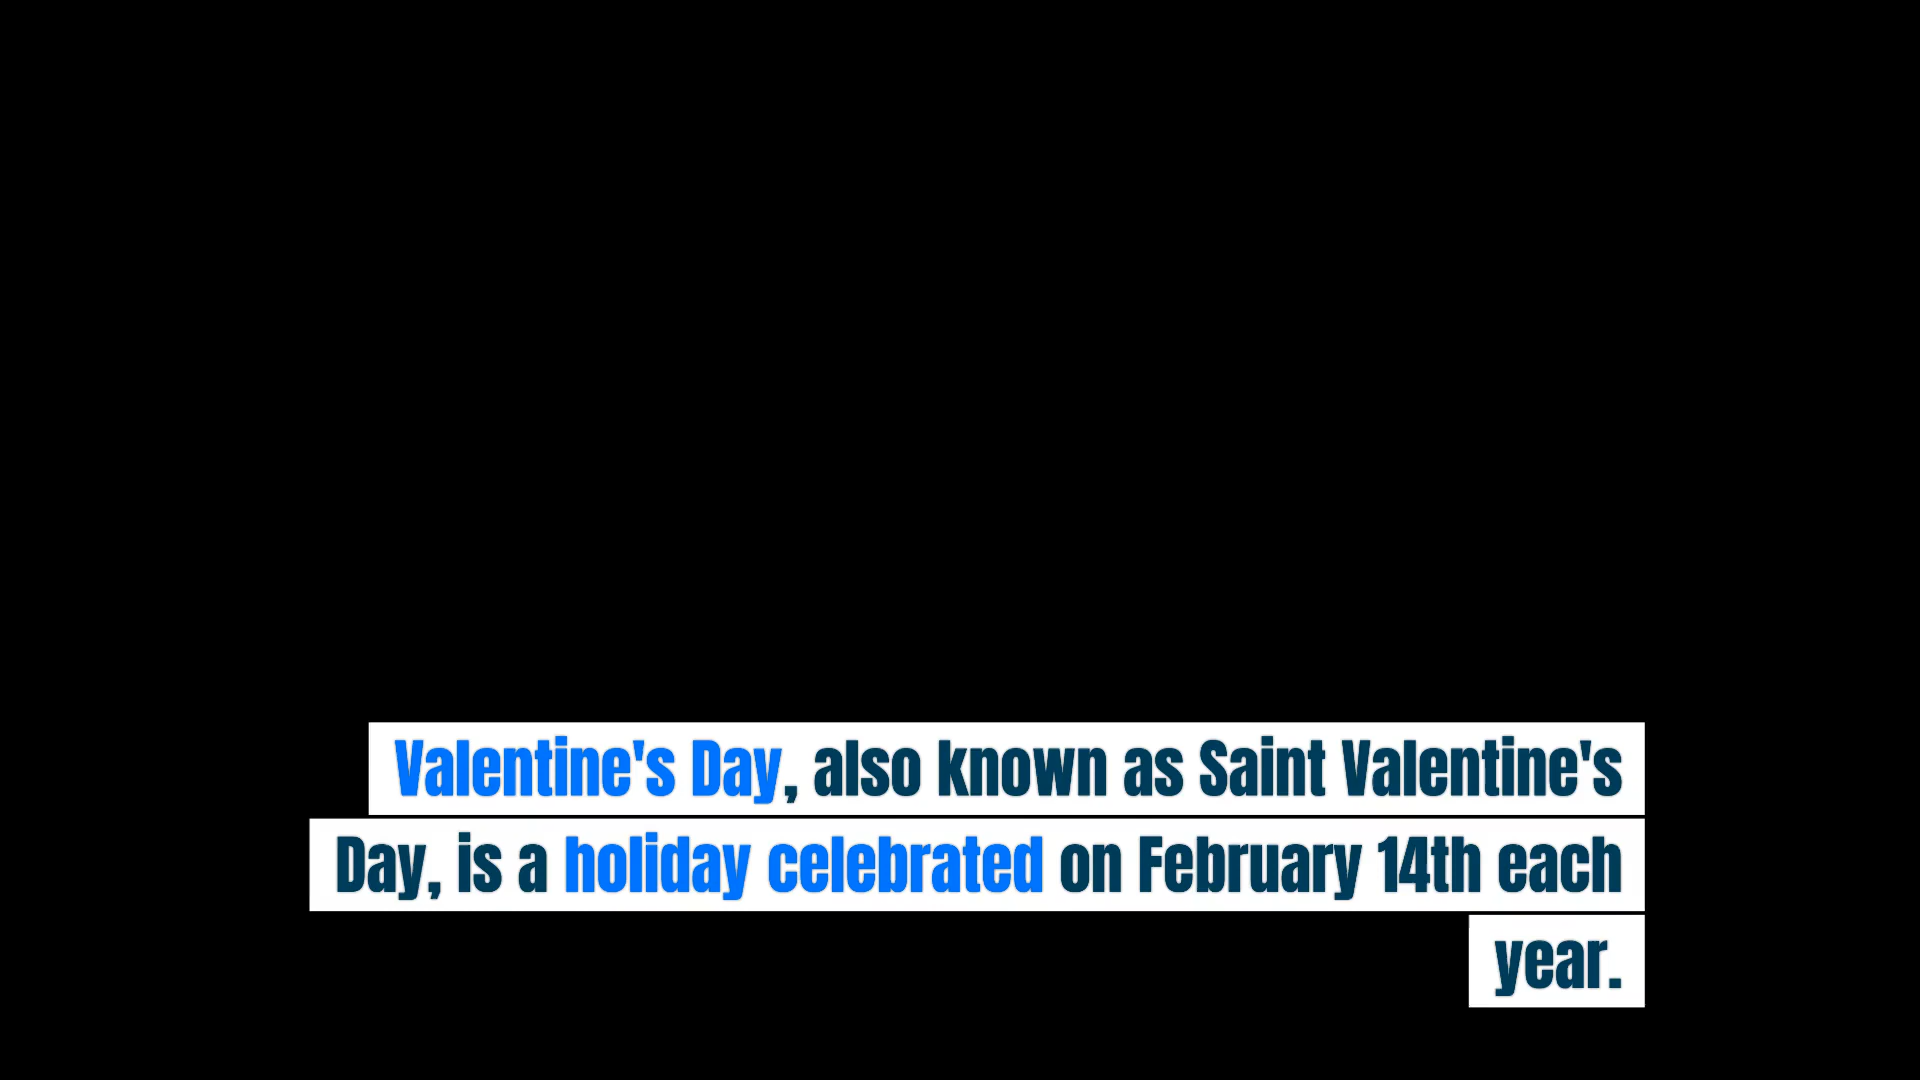 Valentine's Day, also known as Saint Valentine's
Day, is a holiday celebrated on February 14th each
year.